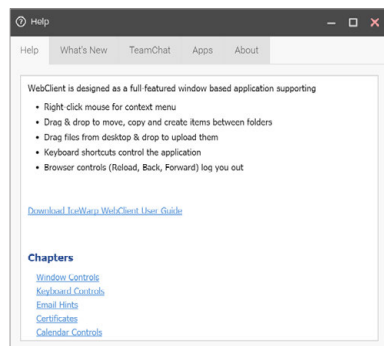 Help
Help What's New TeamChat Apps About
WebClient is designed as a full-featured window based application supporting
• Right-click mouse for context menu
• Drag & drop to move, copy and create items between folders
• Drag files from desktop & drop to upload them
• Keyboard shortcuts control the application
• Browser controls (Reload, Back, Forward) log you out
Download IceWarp WebClient User Guide
Chapters
Window Controls
Keyboard Controls
Email Hints
Certificates
Calendar Controls